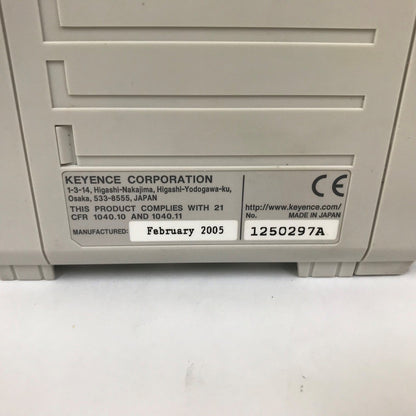 KEYENCE CORPORATION
1-3-14, Higashi-Nakajima, Higashi-Yodogawa-ku,
Osaka, 533-8555, JAPAN
THIS PRODUCT COMPLIES WITH 21
CFR 1040.10 AND 1040.11
MANUFACTURED: February 2005
CE
http://www.keyence.com/
No. MADE IN JAPAN
1250297A